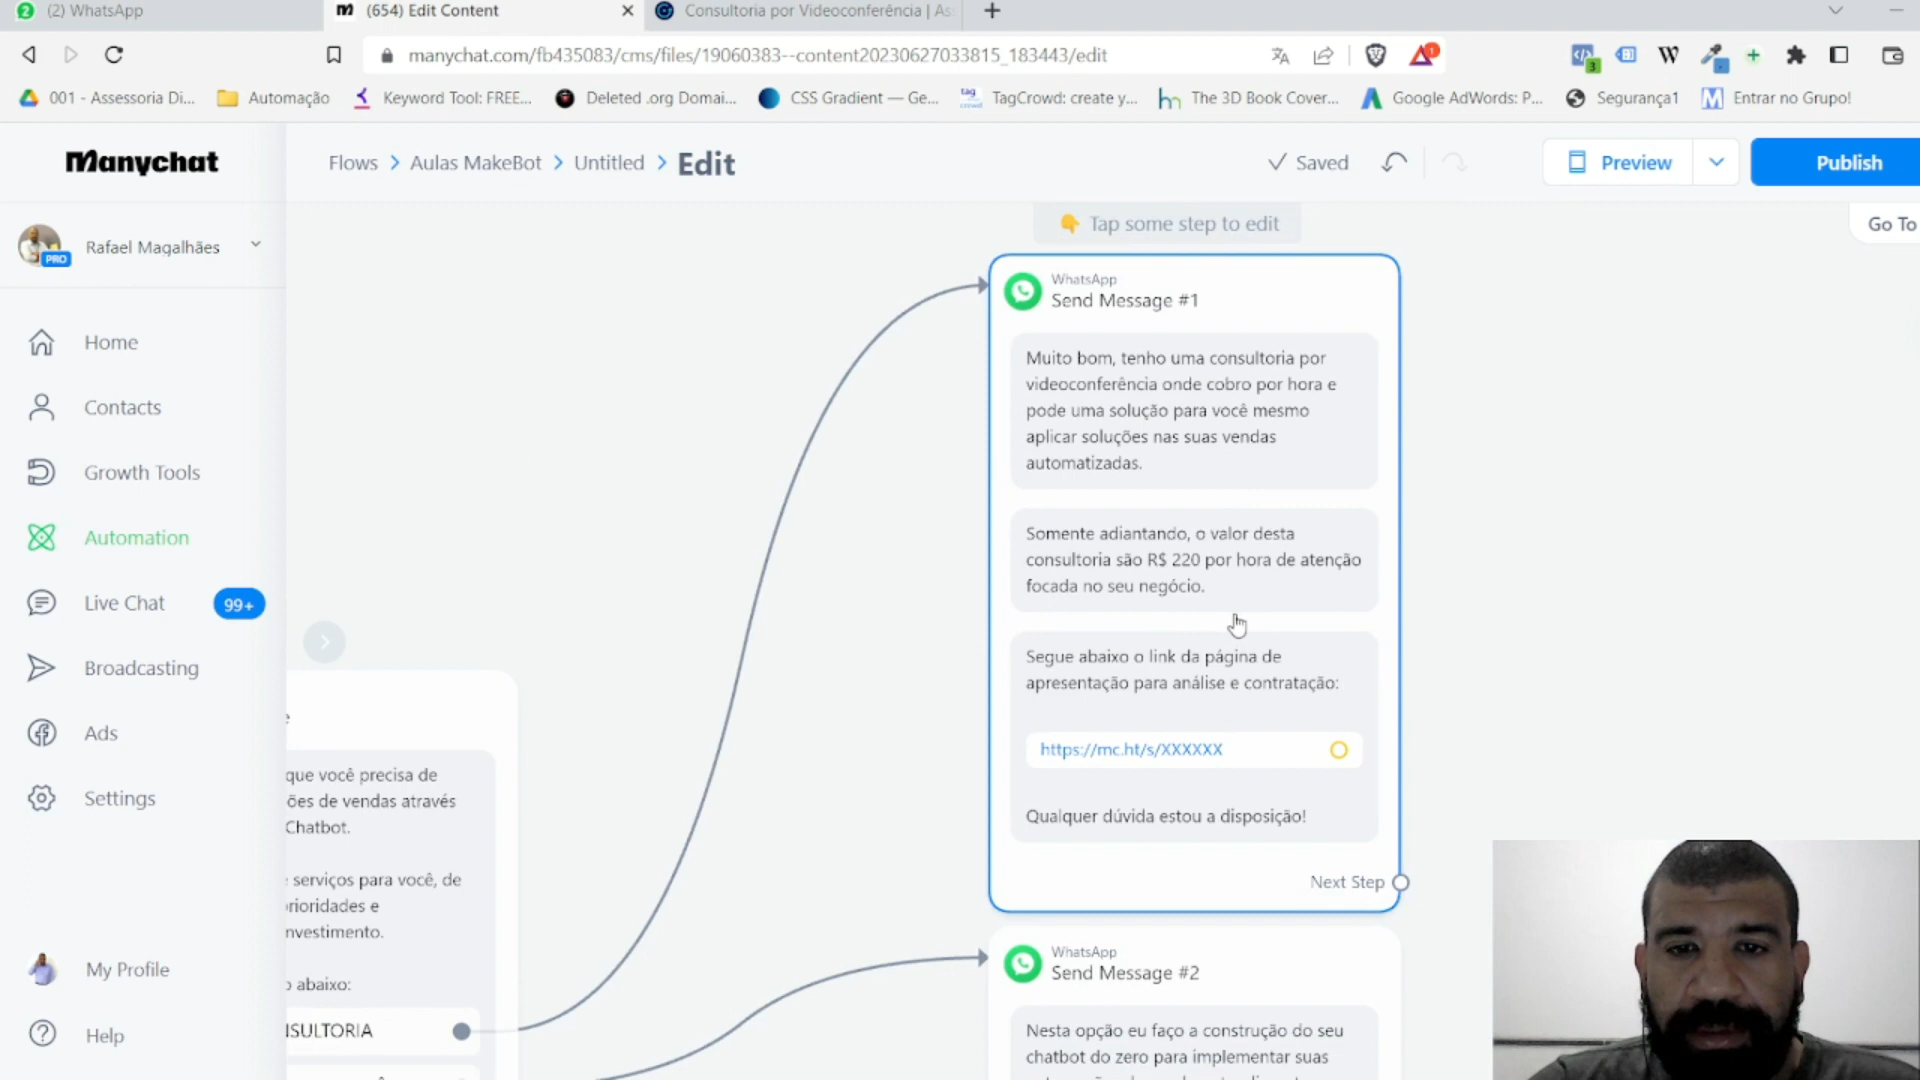 (2) WhatsApp
(654) Edit Content
Consultoria por Videoconferência | As
manychat.com/fb435083/cms/files/19060383--content20230627033815_183443/edit
001 - Assessoria Di...
Automação
Keyword Tool: FREE...
Deleted .org Domai...
CSS Gradient — Ge...
TagCrowd: create y...
The 3D Book Cover...
Google AdWords: P...
Segurança1
Entrar no Grupo!
Manychat
Flows > Aulas MakeBot > Untitled > Edit
Saved
Preview
Publish
Tap some step to edit
Go To
Rafael Magalhães
PRO
Home
Contacts
Growth Tools
Automation
Live Chat
99+
Broadcasting
Ads
Settings
My Profile
Help
e
que você precisa de
ões de vendas através
Chatbot.
serviços para você, de
rioridades e
nvestimento.
o abaixo:
NSULTORIA
WhatsApp
Send Message #1
Muito bom, tenho uma consultoria por
videoconferência onde cobro por hora e
pode uma solução para você mesmo
aplicar soluções nas suas vendas
automatizadas.
Somente adiantando, o valor desta
consultoria são R$ 220 por hora de atenção
focada no seu negócio.
Segue abaixo o link da página de
apresentação para análise e contratação:
https://mc.ht/s/XXXXXX
Qualquer dúvida estou a disposição!
Next Step
WhatsApp
Send Message #2
Nesta opção eu faço a construção do seu
chatbot do zero para implementar suas